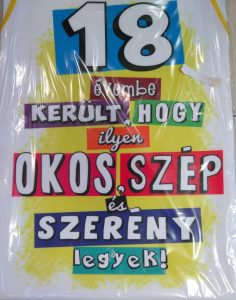 18
évembe
KERÜLT, HOGY
ilyen
OKOS, SZÉP
és
SZERÉNY
legyek!